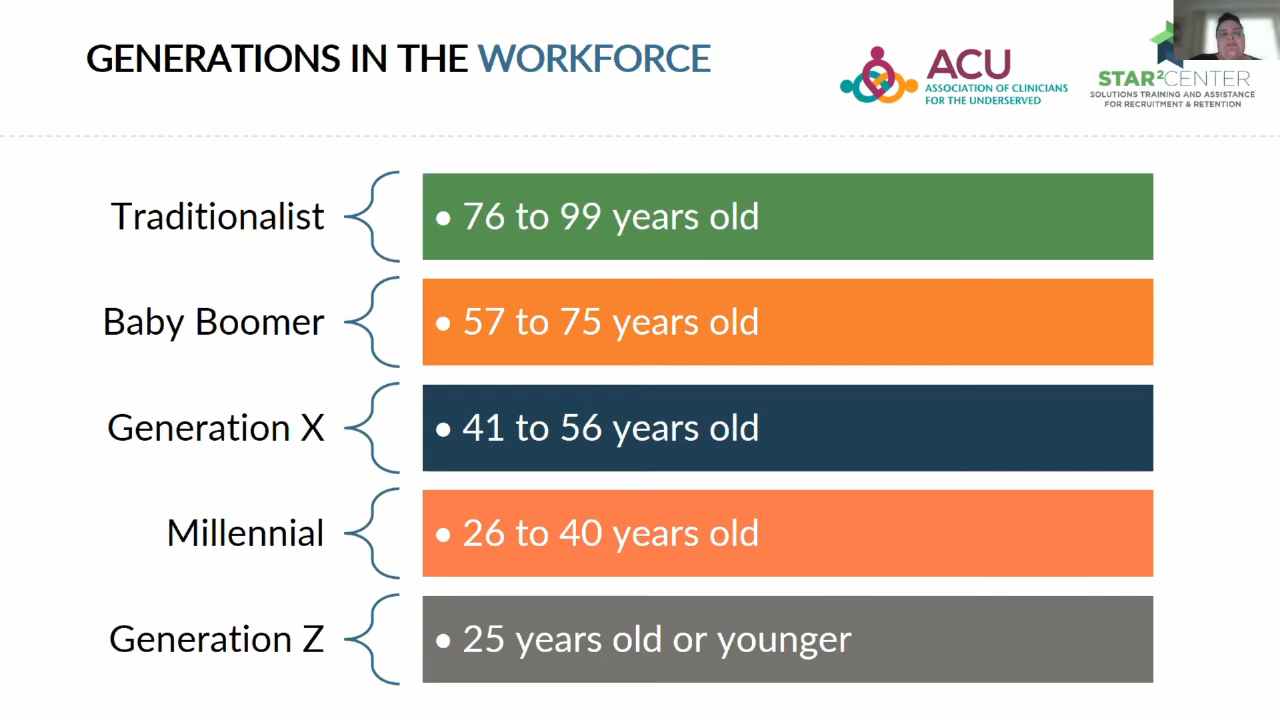 GENERATIONS IN THE WORKFORCE
ACU
ASSOCIATION OF CLINICIANS
FOR THE UNDERSERVED
STAR²CENTER
SOLUTIONS TRAINING AND ASSISTANCE
FOR RECRUITMENT & RETENTION
Traditionalist
• 76 to 99 years old
Baby Boomer
• 57 to 75 years old
Generation X
• 41 to 56 years old
Millennial
• 26 to 40 years old
Generation Z
• 25 years old or younger